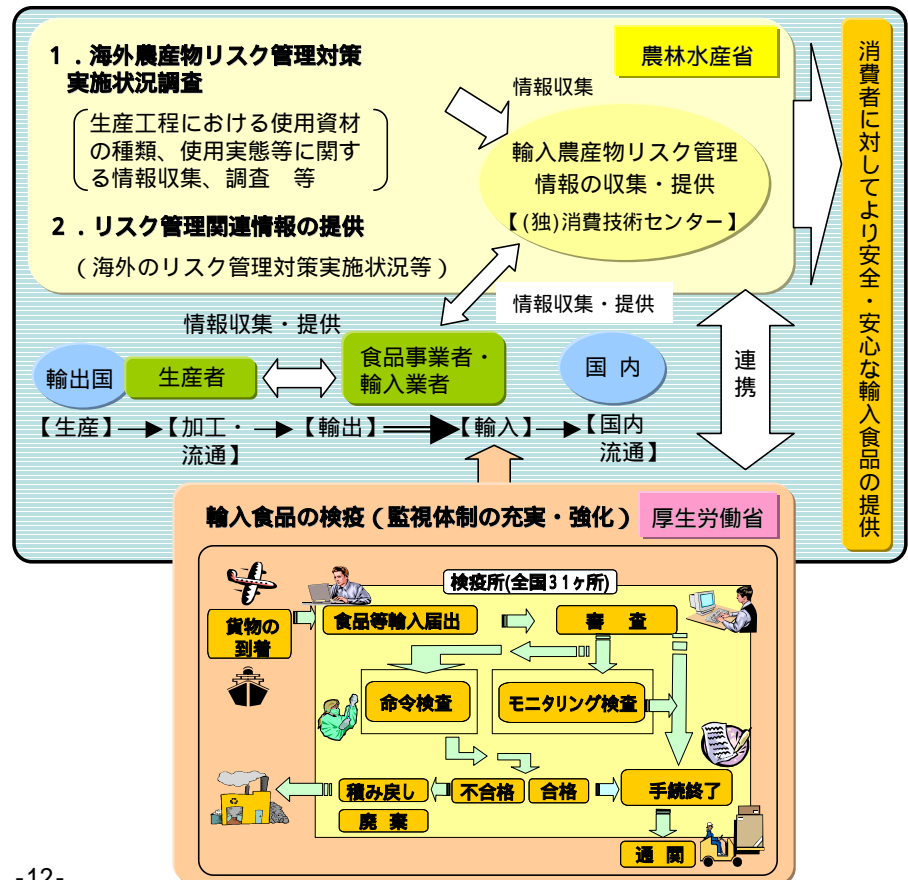 農林水産省
１．海外農産物リスク管理対策
実施状況調査
生産工程における使用資材
の種類、使用実態等に関す
る情報収集、調査　等
２．リスク管理関連情報の提供
（海外のリスク管理対策実施状況等）
情報収集
輸入農産物リスク管理
情報の収集・提供
【(独)消費技術センター】
消費者に対してより安全・安心な輸入食品の提供
情報収集・提供
情報収集・提供
連携
輸出国
生産者
食品事業者・
輸入業者
国 内
【生産】
【加工・
流通】
【輸出】
【輸入】
【国内
流通】
輸入食品の検疫（監視体制の充実・強化）
厚生労働省
検疫所(全国31ヶ所)
貨物の
到着
食品等輸入届出
審　査
命令検査
モニタリング検査
積み戻し
廃 棄
不合格
合格
手続終了
通 関
-12-